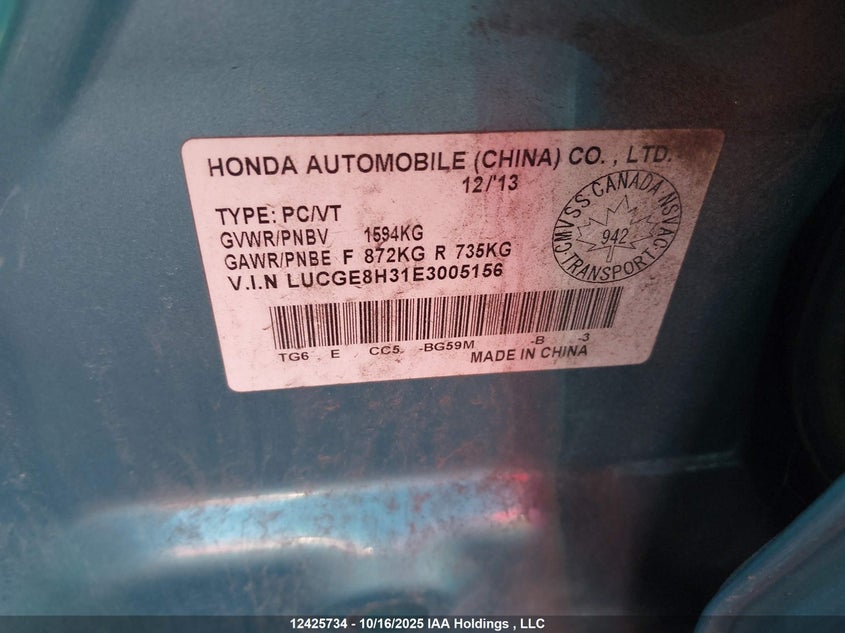 HONDA AUTOMOBILE (CHINA) CO., LTD.
12/'13
TYPE: PC/VT
GVWR/PNBV 1594KG
GAWR/PNBE F 872KG R 735KG
V.I.N LUCGE8H31E3005156
CMVSS CANADA NSVAC
942
TRANSPORT
TG6 E CC5 -BG59M -B -3
MADE IN CHINA
12425734 - 10/16/2025 IAA Holdings , LLC